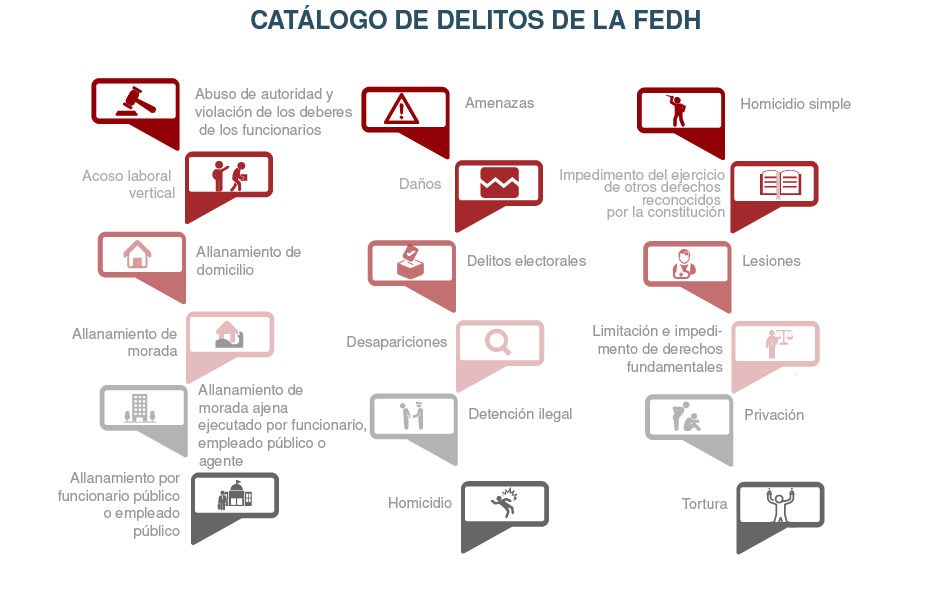 CATÁLOGO DE DELITOS DE LA FEDH
Abuso de autoridad y
violación de los deberes
de los funcionarios
Acoso laboral
vertical
Allanamiento de
domicilio
Allanamiento de
morada
Allanamiento de
morada ajena
ejecutado por funcionario,
empleado público o
agente
Allanamiento por
funcionario público
o empleado
público
Amenazas
Daños
Delitos electorales
Desapariciones
Detención ilegal
Homicidio
Homicidio simple
Impedimento del ejercicio
de otros derechos
reconocidos
por la constitución
Lesiones
Limitación e impedi-
mento de derechos
fundamentales
Privación
Tortura